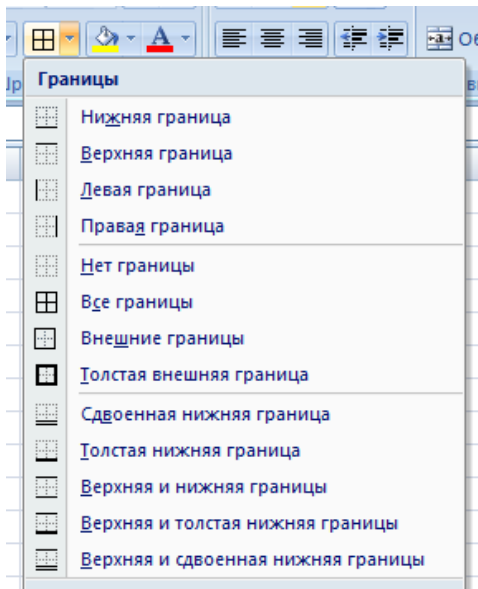 А
a
Об
Границы
Нижняя граница
Верхняя граница
Левая граница
Правая граница
Нет границы
Все границы
Внешние границы
Толстая внешняя граница
Сдвоенная нижняя граница
Толстая нижняя граница
Верхняя и нижняя границы
Верхняя и толстая нижняя границы
Верхняя и сдвоенная нижняя границы